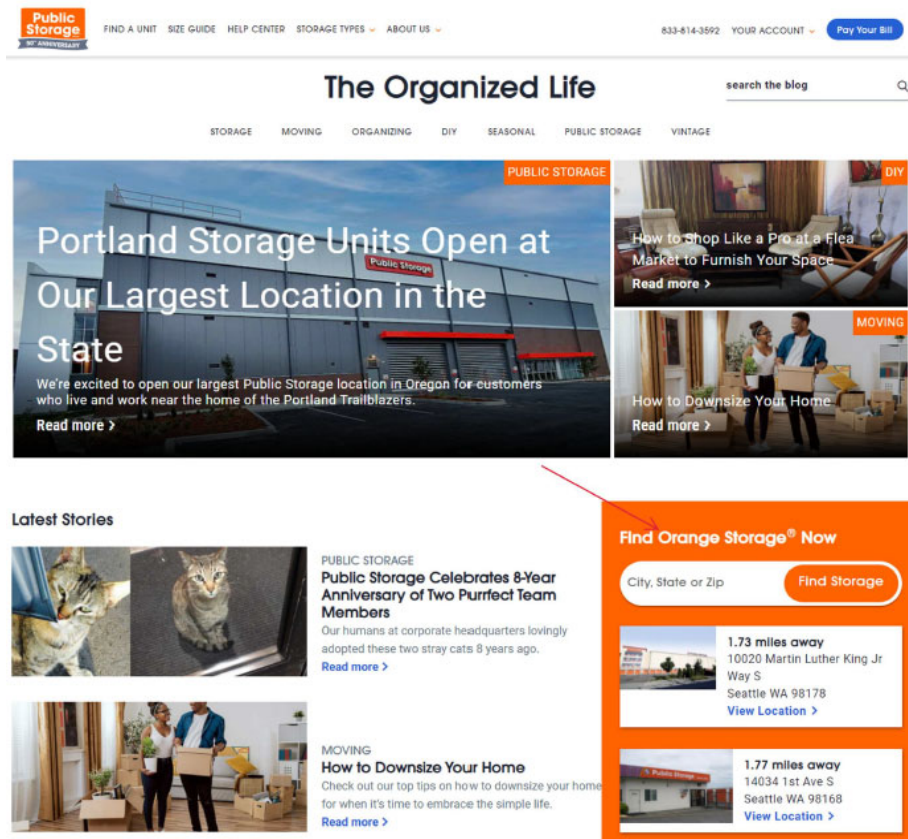 Public
Storage
50TH ANNIVERSARY
FIND A UNIT SIZE GUIDE HELP CENTER STORAGE TYPES ABOUT US
833-814-3592 YOUR ACCOUNT Pay Your Bill
The Organized Life
search the blog
STORAGE MOVING ORGANIZING DIY SEASONAL PUBLIC STORAGE VINTAGE
PUBLIC STORAGE
Public Storage
Portland Storage Units Open at
Our Largest Location in the
State
We're excited to open our largest Public Storage location in Oregon for customers
who live and work near the home of the Portland Trailblazers.
Read more >
DIY
How to Shop Like a Pro at a Flea
Market to Furnish Your Space
Read more >
MOVING
How to Downsize Your Home
Read more >
Latest Stories
PUBLIC STORAGE
Public Storage Celebrates 8-Year
Anniversary of Two Purrfect Team
Members
Our humans at corporate headquarters lovingly
adopted these two stray cats 8 years ago.
Read more >
MOVING
How to Downsize Your Home
Check out our top tips on how to downsize your home
for when it's time to embrace the simple life.
Read more >
Find Orange Storage® Now
City, State or Zip
Find Storage
1.73 miles away
10020 Martin Luther King Jr
Way S
Seattle WA 98178
View Location >
Public Storage
1.77 miles away
14034 1st Ave S
Seattle WA 98168
View Location >